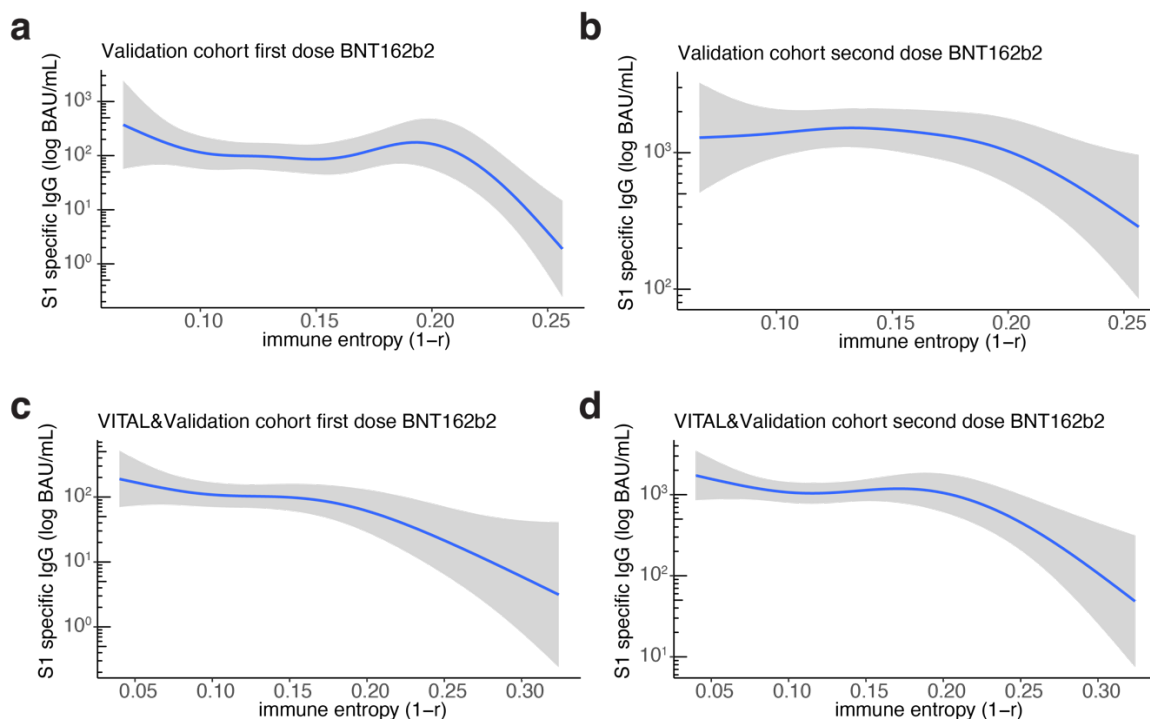 a
Validation cohort first dose BNT162b2
S1 specific IgG (log BAU/mL)
10³
10²
10¹
10⁰
0.10 0.15 0.20 0.25
immune entropy (1−r)
b
Validation cohort second dose BNT162b2
S1 specific IgG (log BAU/mL)
10³
10²
0.10 0.15 0.20 0.25
immune entropy (1−r)
c
VITAL&Validation cohort first dose BNT162b2
S1 specific IgG (log BAU/mL)
10²
10¹
10⁰
0.05 0.10 0.15 0.20 0.25 0.30
immune entropy (1−r)
d
VITAL&Validation cohort second dose BNT162b2
S1 specific IgG (log BAU/mL)
10³
10²
10¹
0.05 0.10 0.15 0.20 0.25 0.30
immune entropy (1−r)